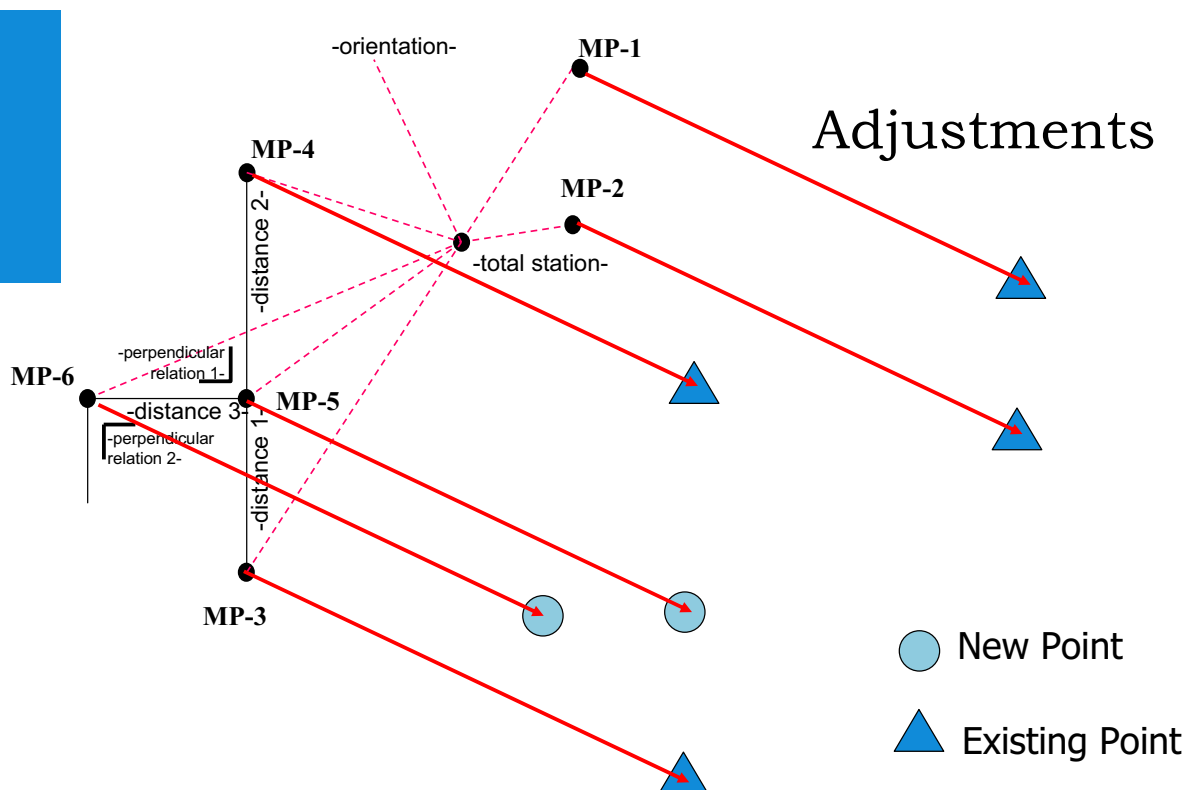 -orientation-
MP-1
Adjustments
MP-4
MP-2
-distance 2-
-total station-
-perpendicular
relation 1-
MP-6
-distance 3-
MP-5
-perpendicular
relation 2-
-distance 1-
MP-3
New Point
Existing Point